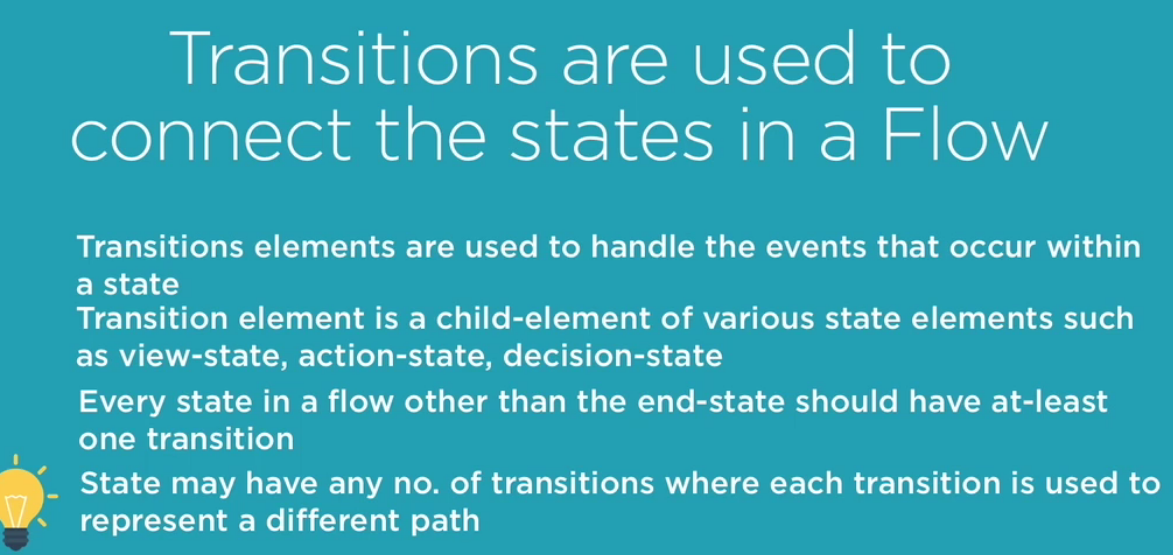 Transitions are used to
connect the states in a Flow
Transitions elements are used to handle the events that occur within
a state
Transition element is a child-element of various state elements such
as view-state, action-state, decision-state
Every state in a flow other than the end-state should have at-least
one transition
State may have any no. of transitions where each transition is used to
represent a different path